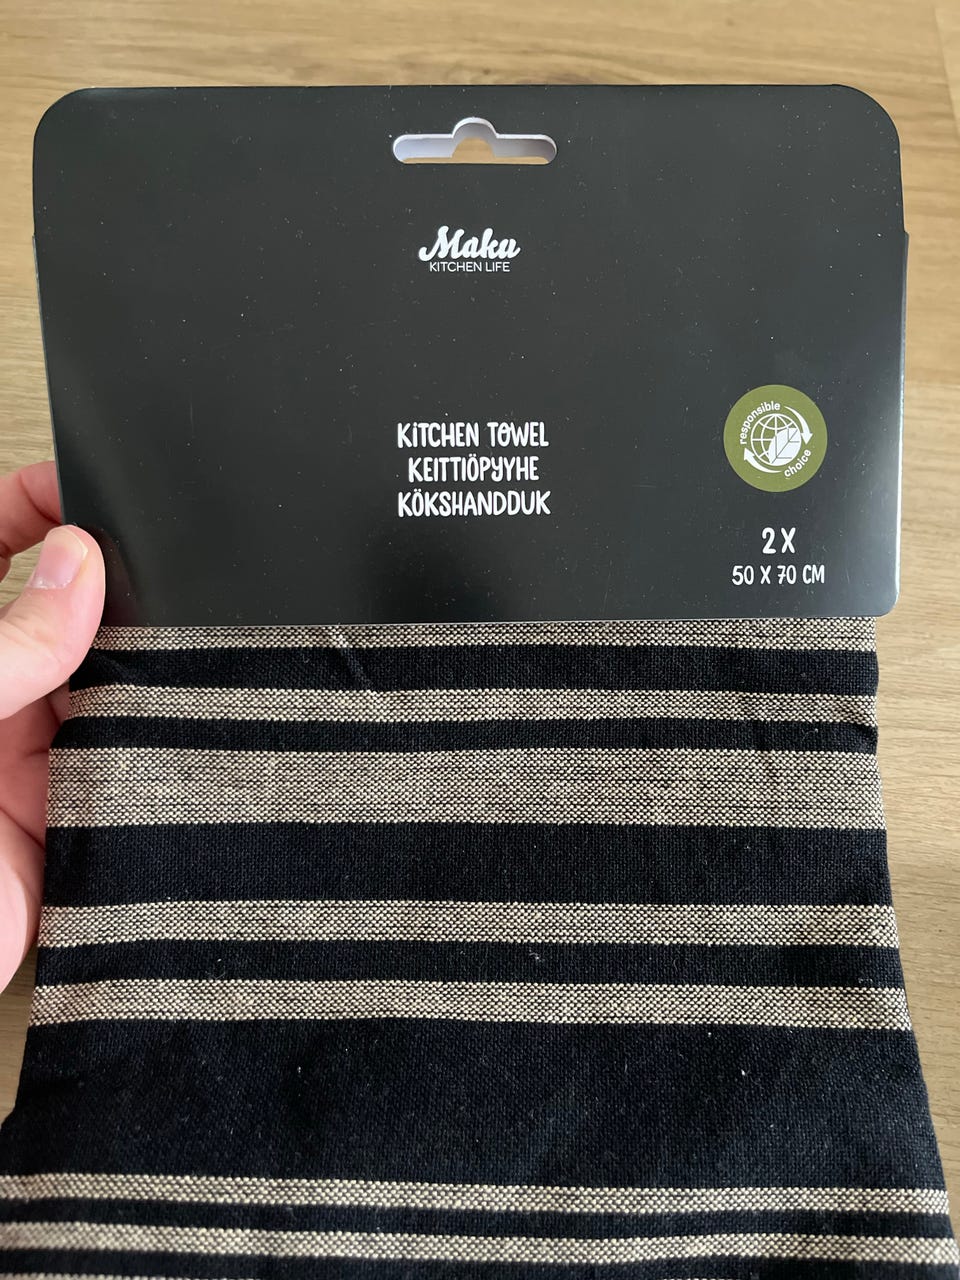 Maku
KITCHEN LIFE
KITCHEN TOWEL
KEITTIÖPYYHE
KÖKSHANDDUK
responsible
choice
2 X
50 X 70 CM